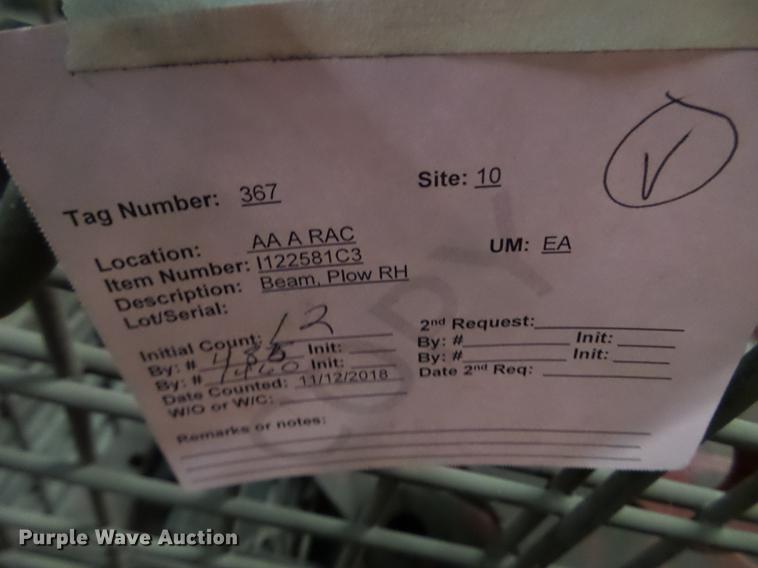 Tag Number: 367
Site: 10
Location: AA A RAC
Item Number: I122581C3
UM: EA
Description: Beam, Plow RH
Lot/Serial:
Initial Count: 12
By: # 485 Init:
By: # 1460 Init:
Date Counted: 11/12/2018
W/O or W/C:
2nd Request:
By: # Init:
By: # Init:
Date 2nd Req:
Remarks or notes:
COPY
Purple Wave Auction